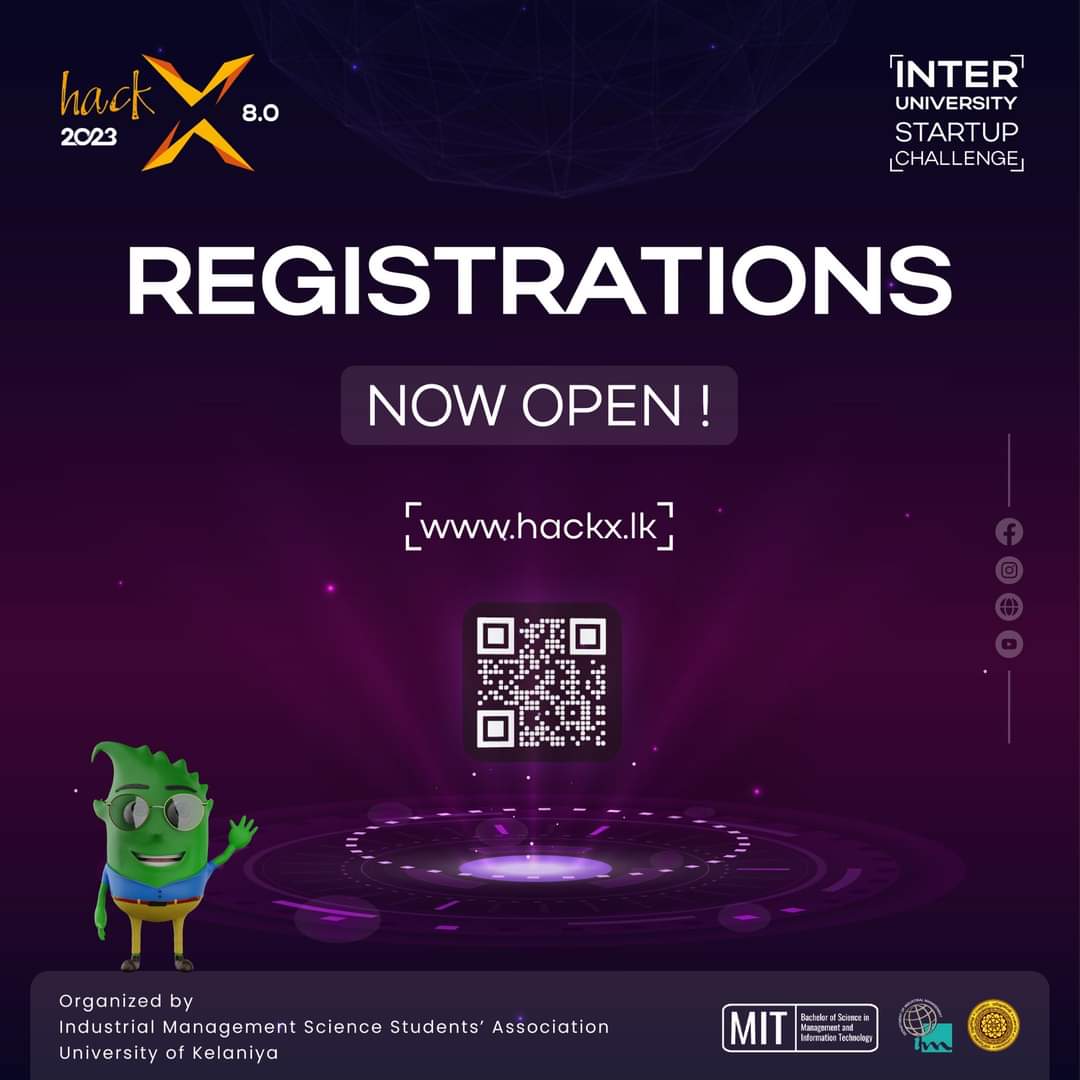 hack X 8.0
2023
INTER
UNIVERSITY
STARTUP
CHALLENGE
REGISTRATIONS
NOW OPEN !
www.hackx.lk
Organized by
Industrial Management Science Students’ Association
University of Kelaniya
MIT
Bachelor of Science in
Management and
Information Technology